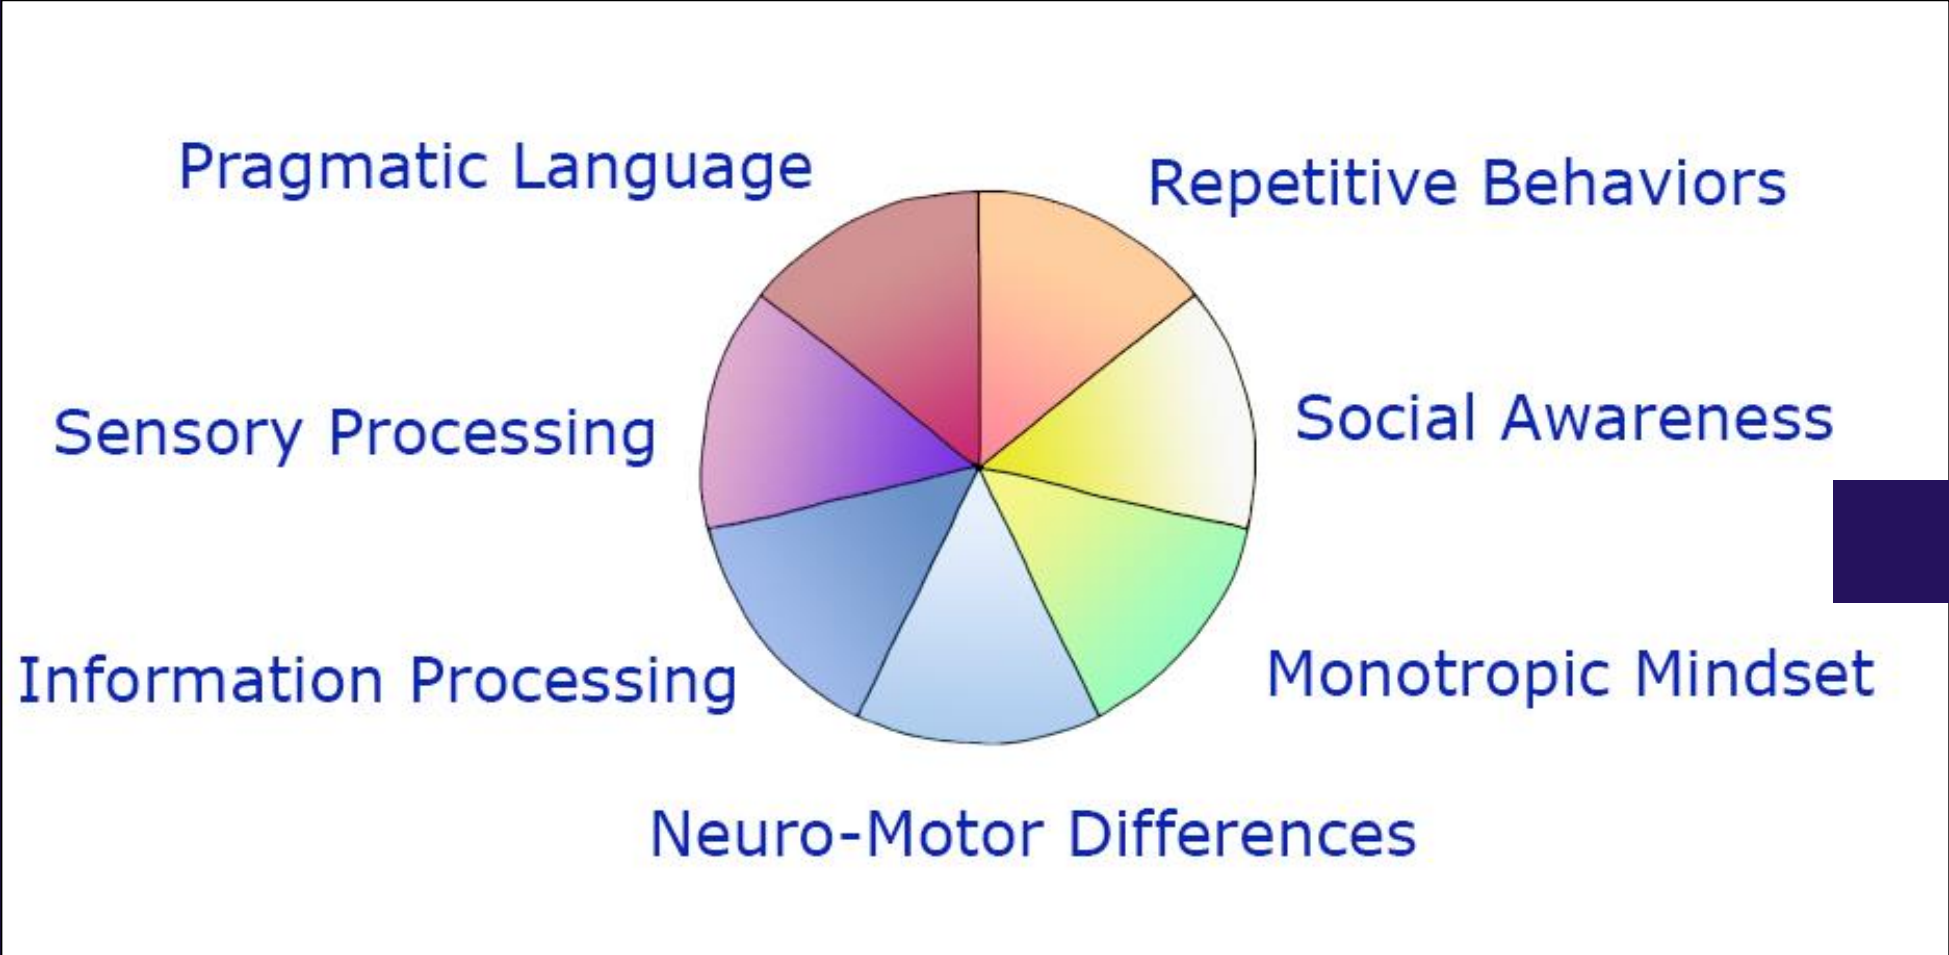 Pragmatic Language
Repetitive Behaviors
Sensory Processing
Social Awareness
Information Processing
Monotropic Mindset
Neuro-Motor Differences